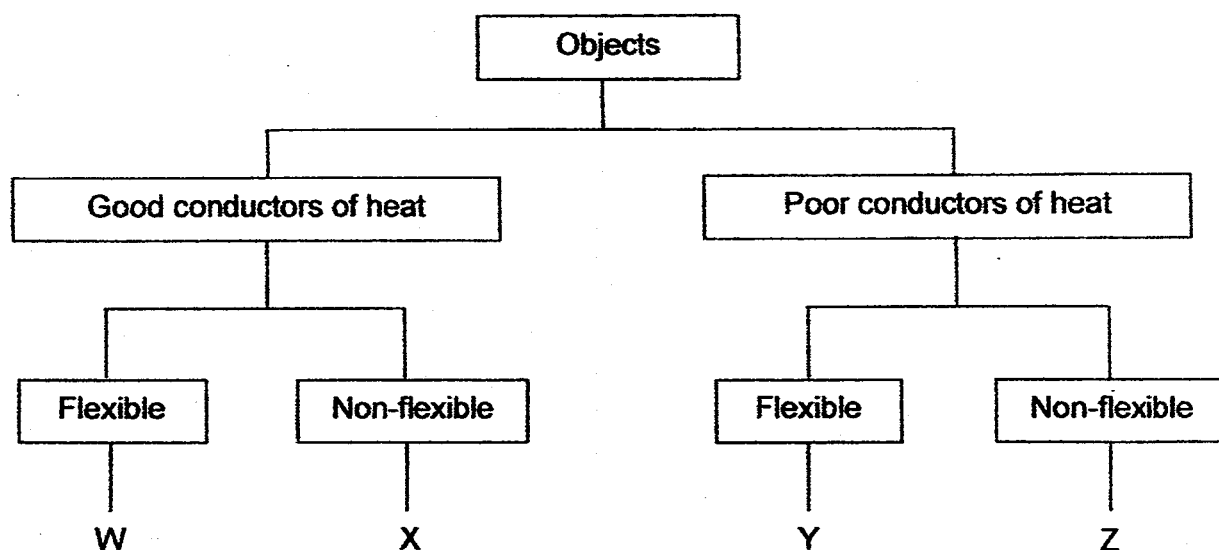 Objects
Good conductors of heat
Poor conductors of heat
Flexible
Non-flexible
Flexible
Non-flexible
W
X
Y
Z